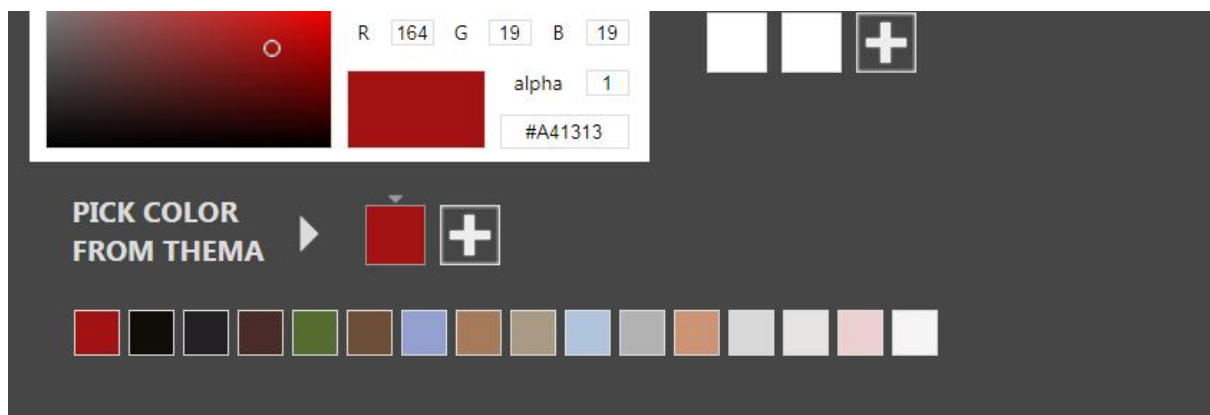 R 164 G 19 B 19
alpha 1
#A41313
PICK COLOR
FROM THEMA